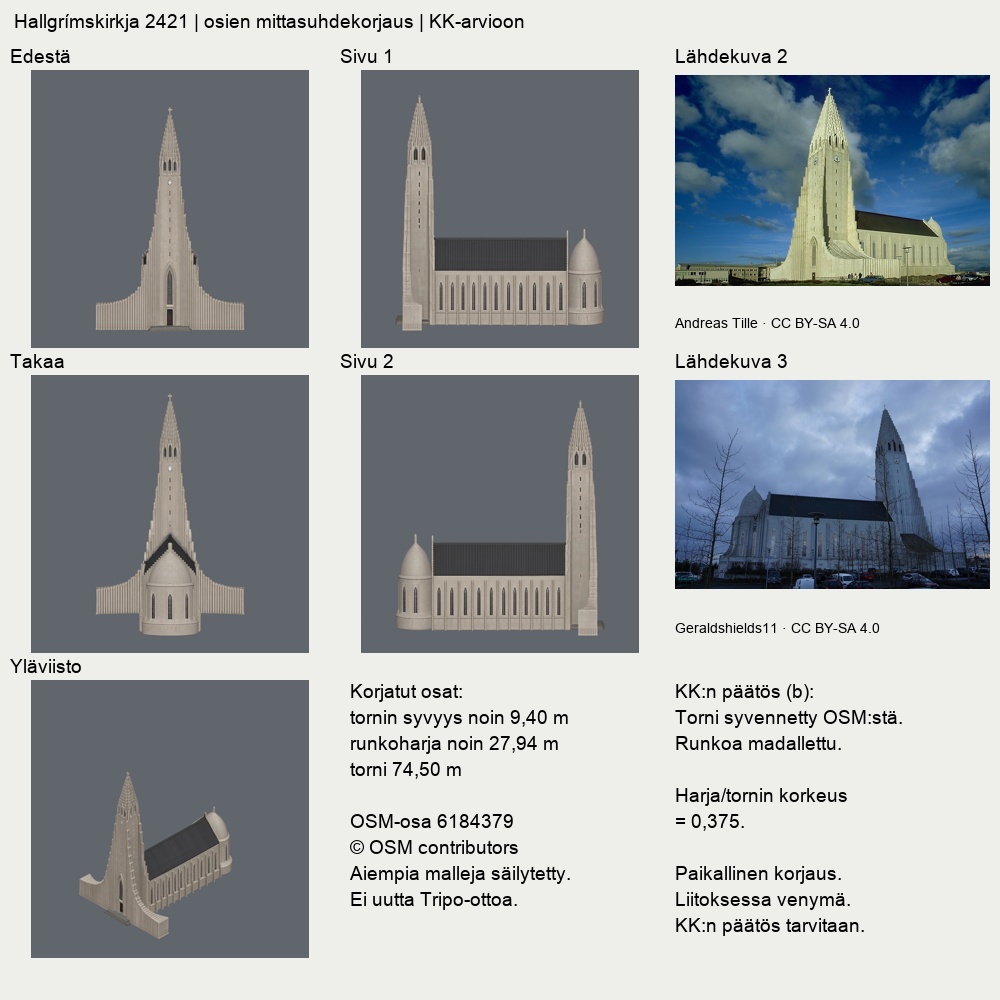 Hallgrímskirkja 2421 | osien mittasuhdekorjaus | KK-arvioon
Edestä
Sivu 1
Lähdekuva 2
Andreas Tille · CC BY-SA 4.0
Takaa
Sivu 2
Lähdekuva 3
Geraldshields11 · CC BY-SA 4.0
Yläviisto
Korjatut osat:
tornin syvyys noin 9,40 m
runkoharja noin 27,94 m
torni 74,50 m
OSM-osa 6184379
© OSM contributors
Aiempia malleja säilytetty.
Ei uutta Tripo-ottoa.
KK:n päätös (b):
Torni syvennetty OSM:stä.
Runkoa madallettu.
Harja/tornin korkeus
= 0,375.
Paikallinen korjaus.
Liitoksessa venymä.
KK:n päätös tarvitaan.